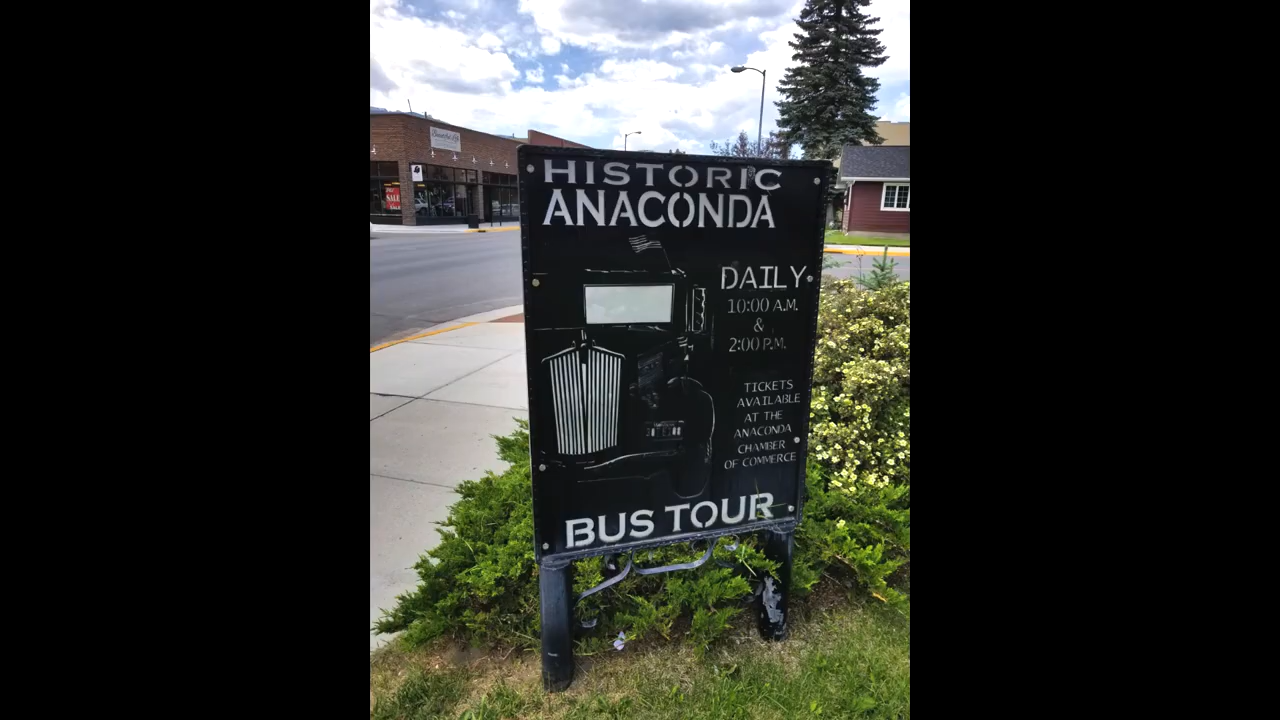 HISTORIC
ANACONDA
DAILY
10:00 A.M.
&
2:00 P.M.
TICKETS
AVAILABLE
AT THE
ANACONDA
CHAMBER
OF COMMERCE
BUS TOUR
SALE